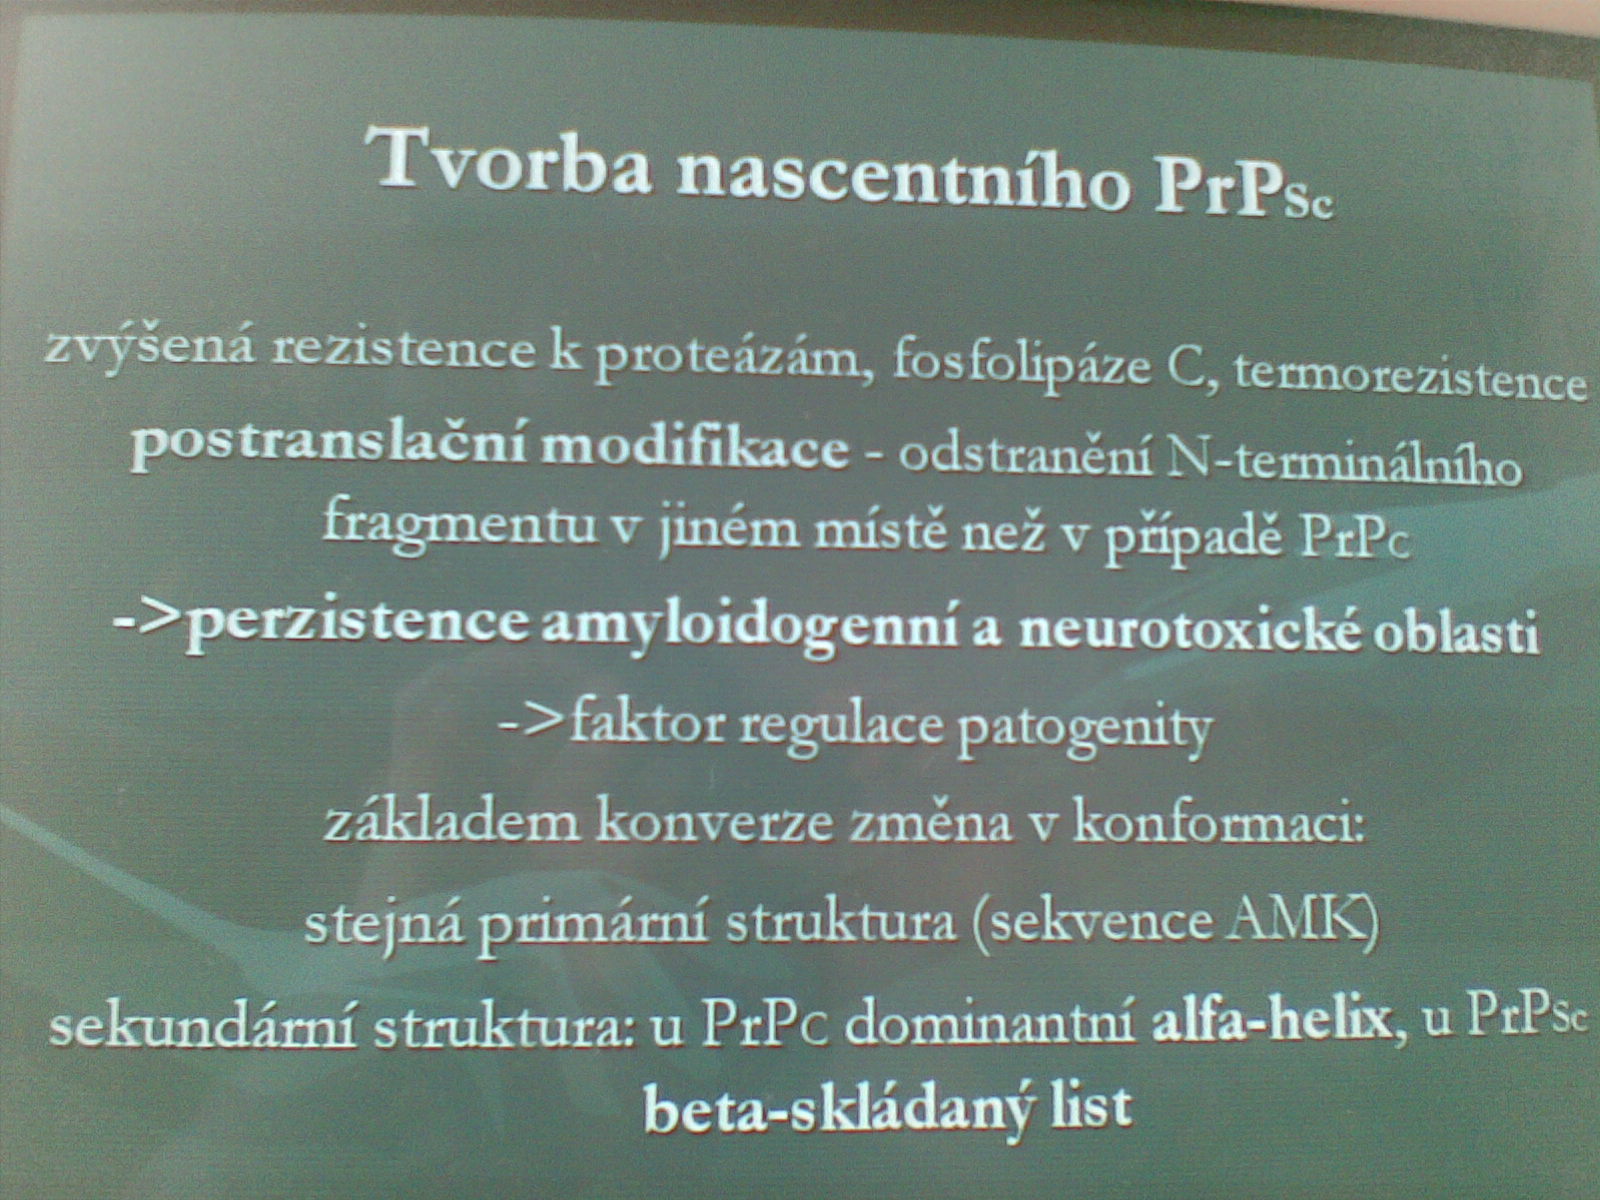 Tvorba nascentního PrPSc
zvýšená rezistence k proteázám, fosfolipáze C, termorezistence
postranslační modifikace - odstranění N-terminálního
fragmentu v jiném místě než v případě PrPC
->perzistence amyloidogenní a neurotoxické oblasti
->faktor regulace patogenity
základem konverze změna v konformaci:
stejná primární struktura (sekvence AMK)
sekundární struktura: u PrPC dominantní alfa-helix, u PrPSc
beta-skládaný list